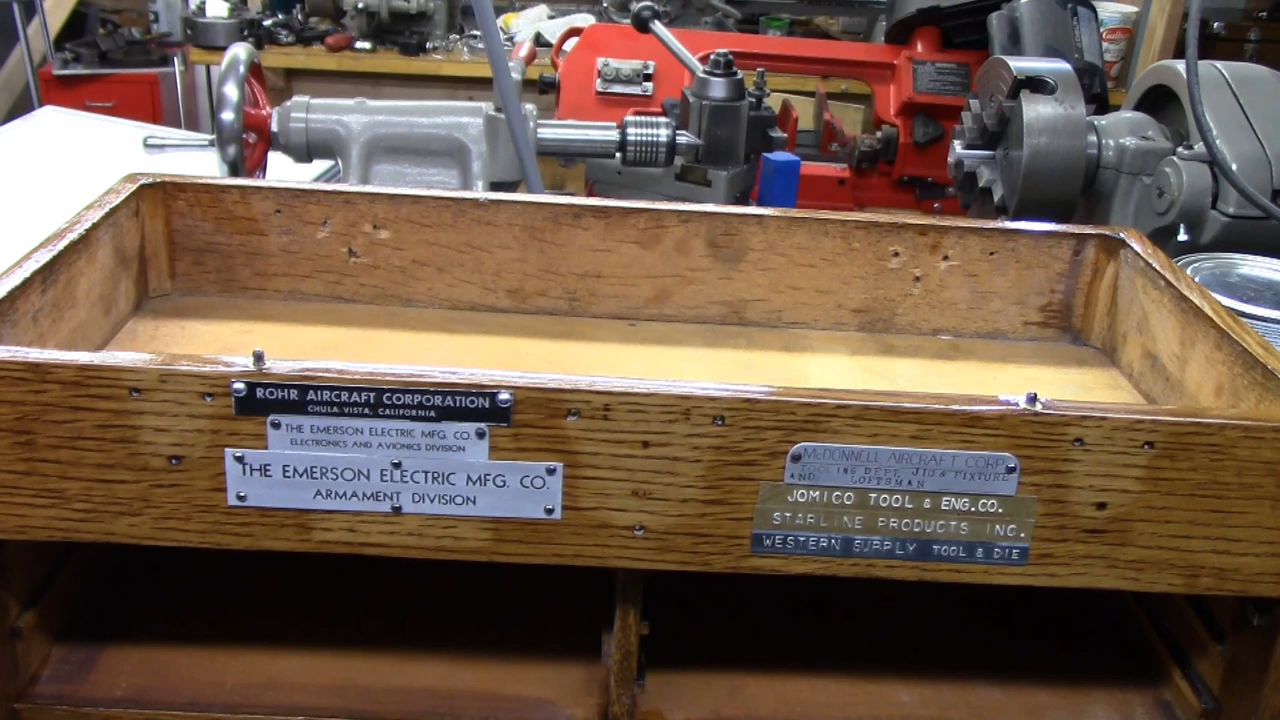 ROHR AIRCRAFT CORPORATION
CHULA VISTA, CALIFORNIA
THE EMERSON ELECTRIC MFG. CO.
ELECTRONICS AND AVIONICS DIVISION
THE EMERSON ELECTRIC MFG. CO.
ARMAMENT DIVISION
MCDONNELL AIRCRAFT CORP.
TOOLING DEPT. JIG & FIXTURE
AND LOFTSMAN
JOMICO TOOL & ENG.CO.
STARLINE PRODUCTS INC.
WESTERN SUPPLY TOOL & DIE